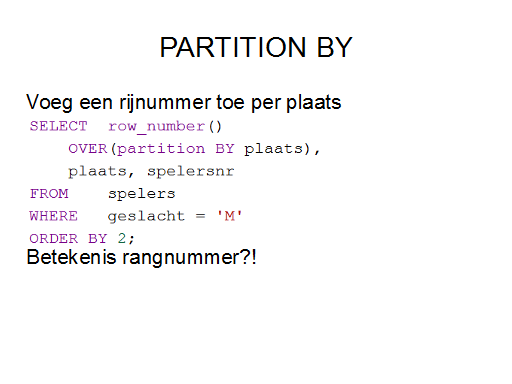 PARTITION BY
Voeg een rijnummer toe per plaats
SELECT row_number()
OVER(partition BY plaats),
plaats, spelersnr
FROM spelers
WHERE geslacht = 'M'
ORDER BY 2;
Betekenis rangnummer?!